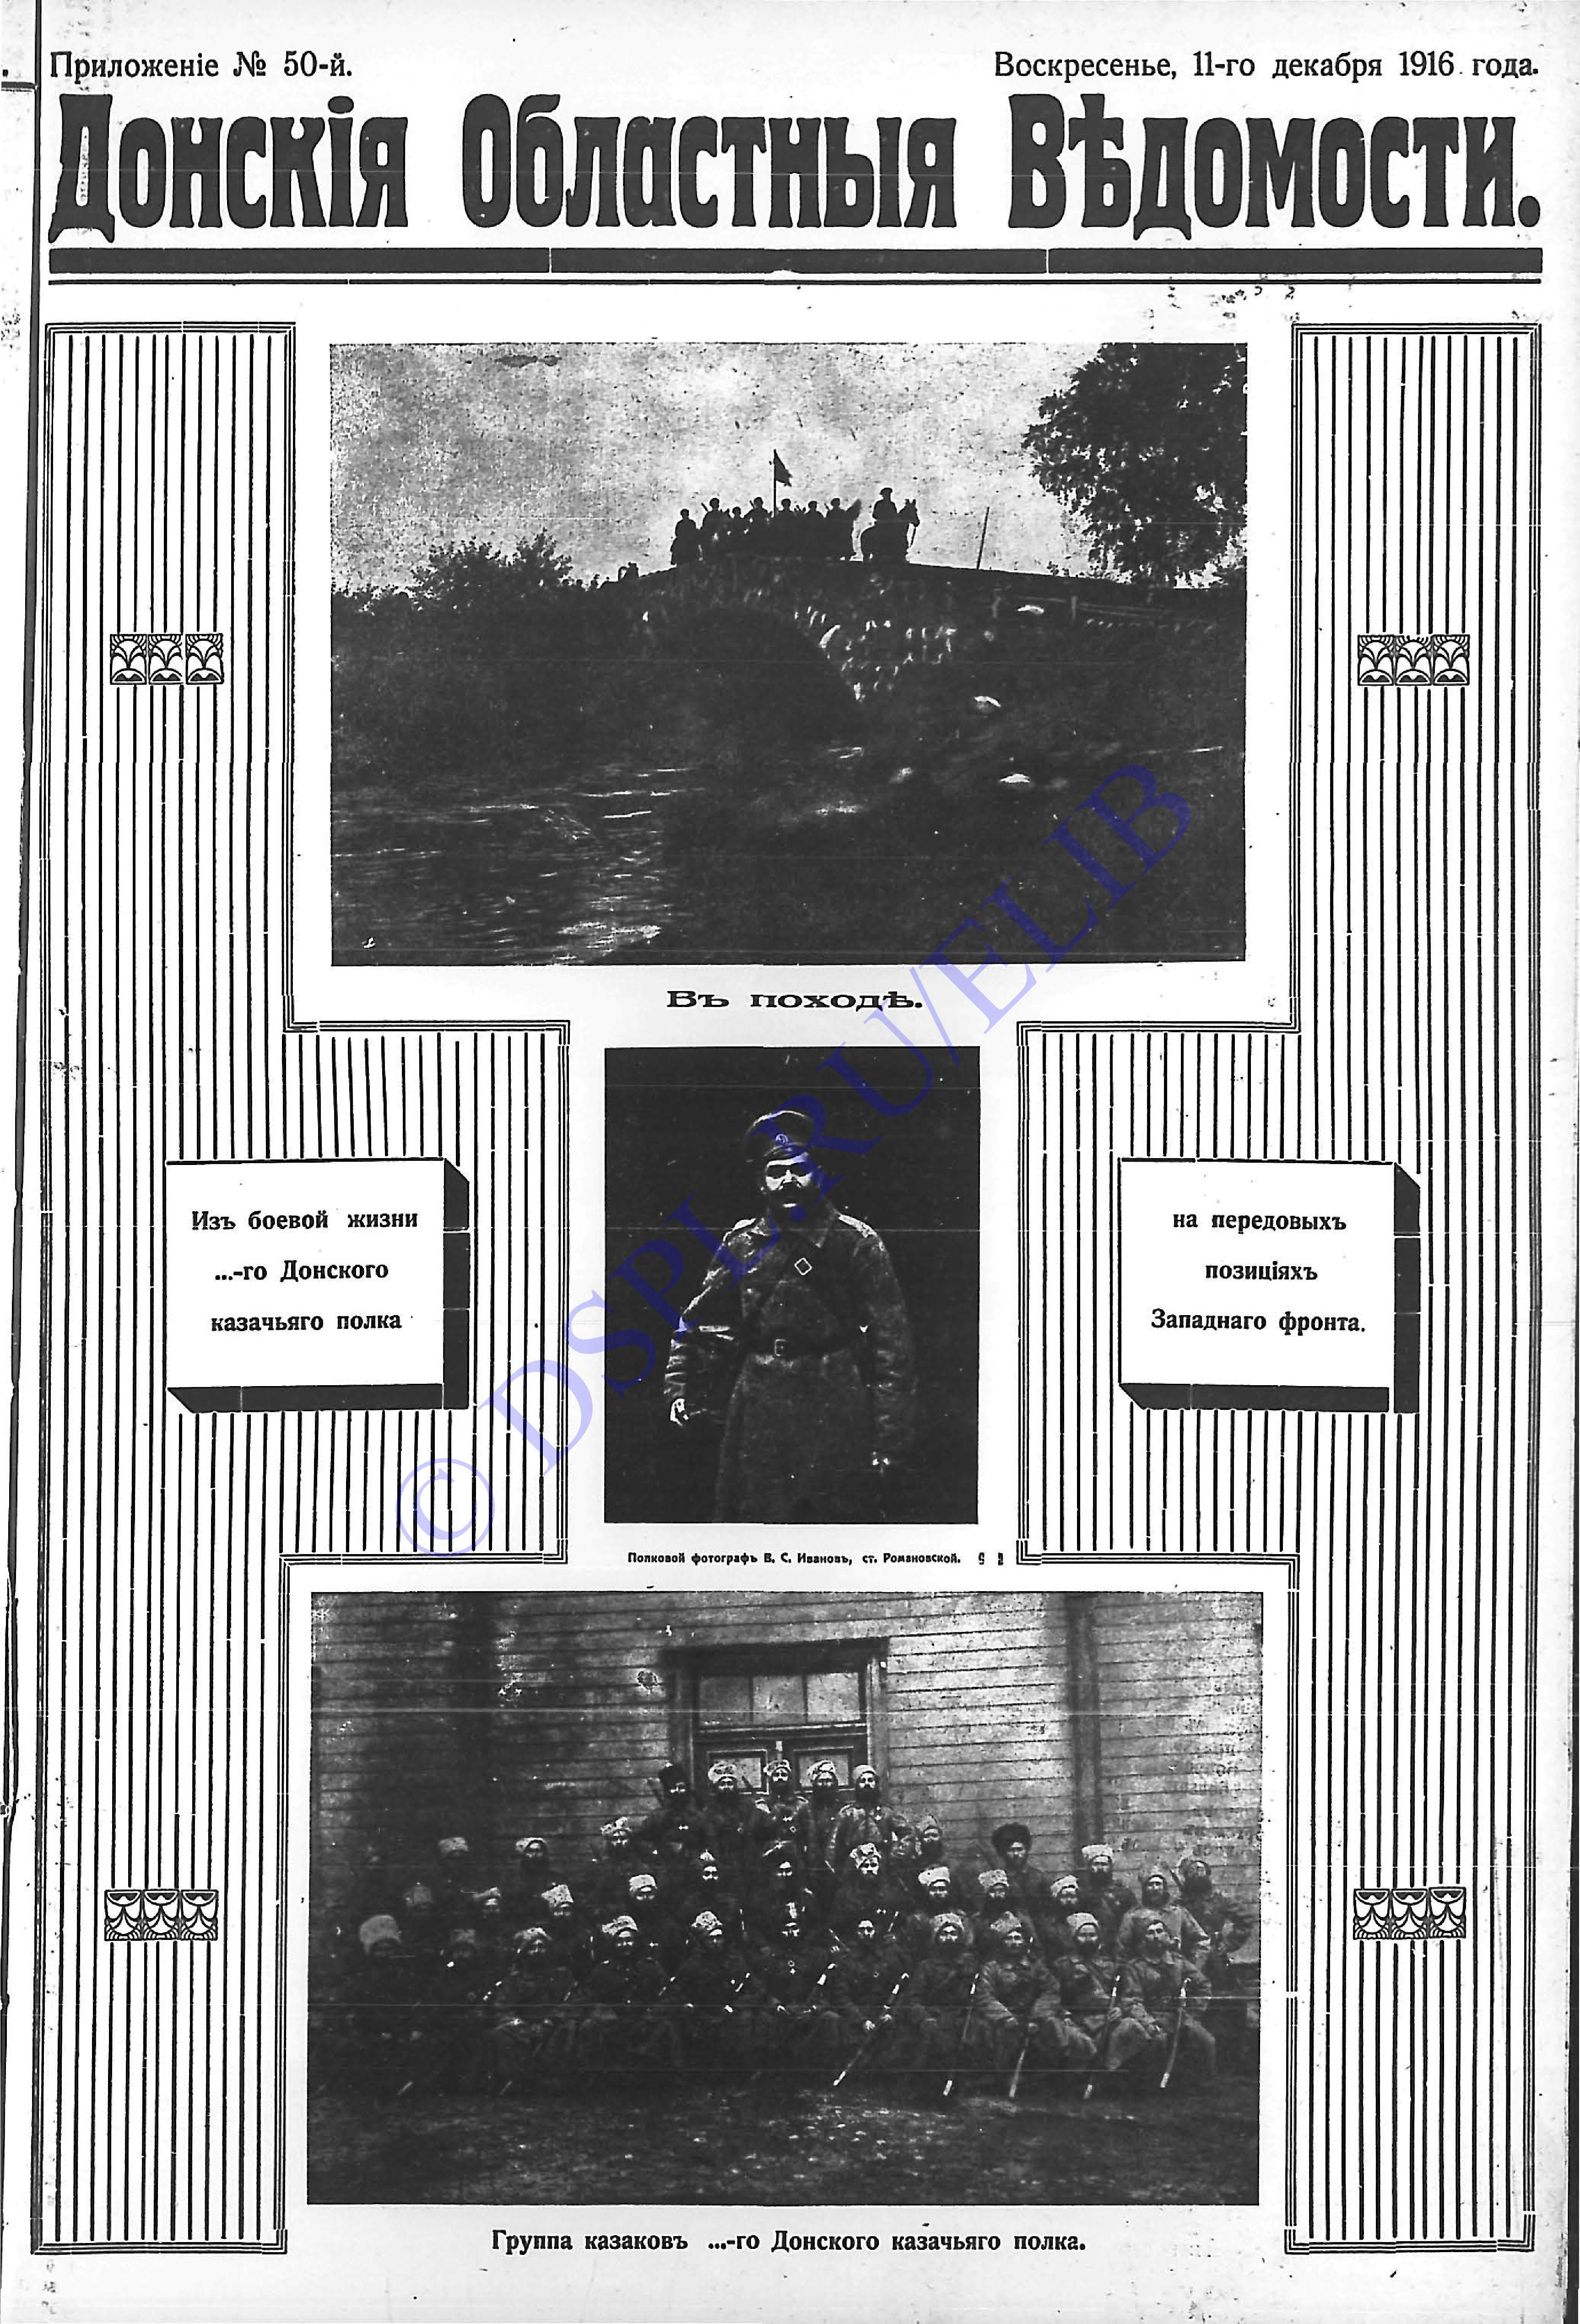 Приложеніе № 50-й.
Воскресенье, 11-го декабря 1916 года.
Донскія Областныя Вѣдомости.
Въ походѣ.
Изъ боевой жизни
...-го Донского
казачьяго полка
на передовыхъ
позиціяхъ
Западнаго фронта.
Полковой фотографъ В. С. Ивановъ, ст. Романовской.
Группа казаковъ ...-го Донского казачьяго полка.
© DSPL.RU/ELIB